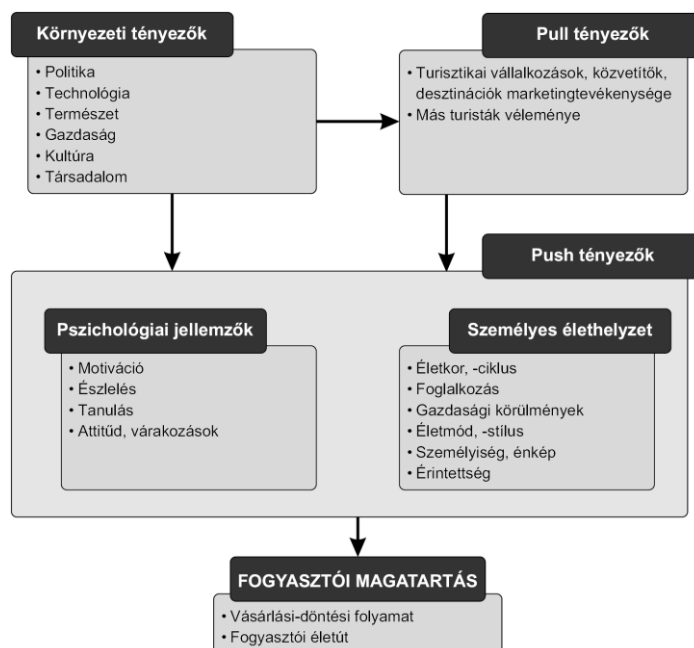 Környezeti tényezők
• Politika
• Technológia
• Természet
• Gazdaság
• Kultúra
• Társadalom
Pull tényezők
• Turisztikai vállalkozások, közvetítők,
desztinációk marketingtevékenysége
• Más turisták véleménye
Push tényezők
Pszichológiai jellemzők
• Motiváció
• Észlelés
• Tanulás
• Attitűd, várakozások
Személyes élethelyzet
• Életkor, -ciklus
• Foglalkozás
• Gazdasági körülmények
• Életmód, -stílus
• Személyiség, énkép
• Érintettség
FOGYASZTÓI MAGATARTÁS
• Vásárlási-döntési folyamat
• Fogyasztói életút